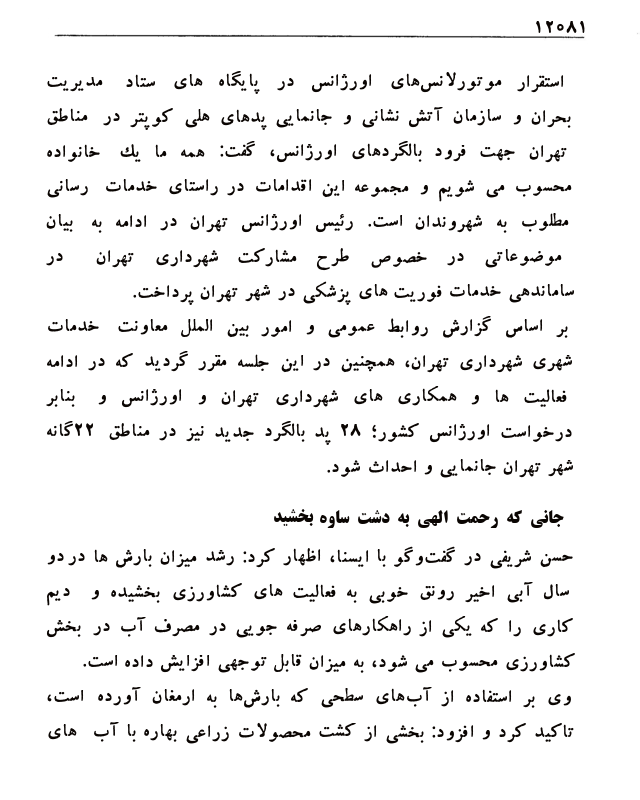 ۱۲۰۸۱
استقرار موتورلانس‌های اورژانس در پایگاه های ستاد مدیریت
بحران و سازمان آتش نشانی و جانمایی پدهای هلی کوپتر در مناطق
تهران جهت فرود بالگردهای اورژانس، گفت: همه ما یك خانواده
محسوب می شویم و مجموعه این اقدامات در راستای خدمات رسانی
مطلوب به شهروندان است. رئیس اورژانس تهران در ادامه به بیان
موضوعاتی در خصوص طرح مشارکت شهرداری تهران در
ساماندهی خدمات فوریت های پزشکی در شهر تهران پرداخت.
بر اساس گزارش روابط عمومی و امور بین الملل معاونت خدمات
شهری شهرداری تهران، همچنین در این جلسه مقرر گردید که در ادامه
فعالیت ها و همکاری های شهرداری تهران و اورژانس و بنابر
درخواست اورژانس کشور؛ ۲۸ پد بالگرد جدید نیز در مناطق ۲۲گانه
شهر تهران جانمایی و احداث شود.
جانی که رحمت الهی به دشت ساوه بخشید
حسن شریفی در گفت‌وگو با ایسنا، اظهار کرد: رشد میزان بارش ها در دو
سال آبی اخیر رونق خوبی به فعالیت های کشاورزی بخشیده و دیم
کاری را که یکی از راهکارهای صرفه جویی در مصرف آب در بخش
کشاورزی محسوب می شود، به میزان قابل توجهی افزایش داده است.
وی بر استفاده از آب‌های سطحی که بارش‌ها به ارمغان آورده است،
تاکید کرد و افزود: بخشی از کشت محصولات زراعی بهاره با آب های